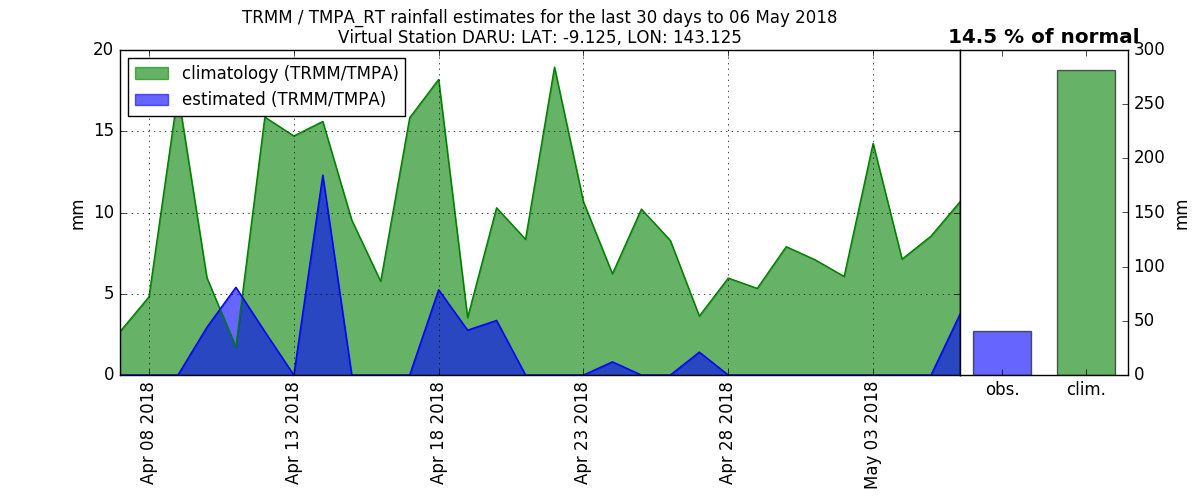 TRMM / TMPA_RT rainfall estimates for the last 30 days to 06 May 2018
Virtual Station DARU: LAT: -9.125, LON: 143.125
14.5 % of normal
climatology (TRMM/TMPA)
estimated (TRMM/TMPA)
20
15
10
5
0
mm
Apr 08 2018
Apr 13 2018
Apr 18 2018
Apr 23 2018
Apr 28 2018
May 03 2018
obs.
clim.
300
250
200
150
100
50
0
mm